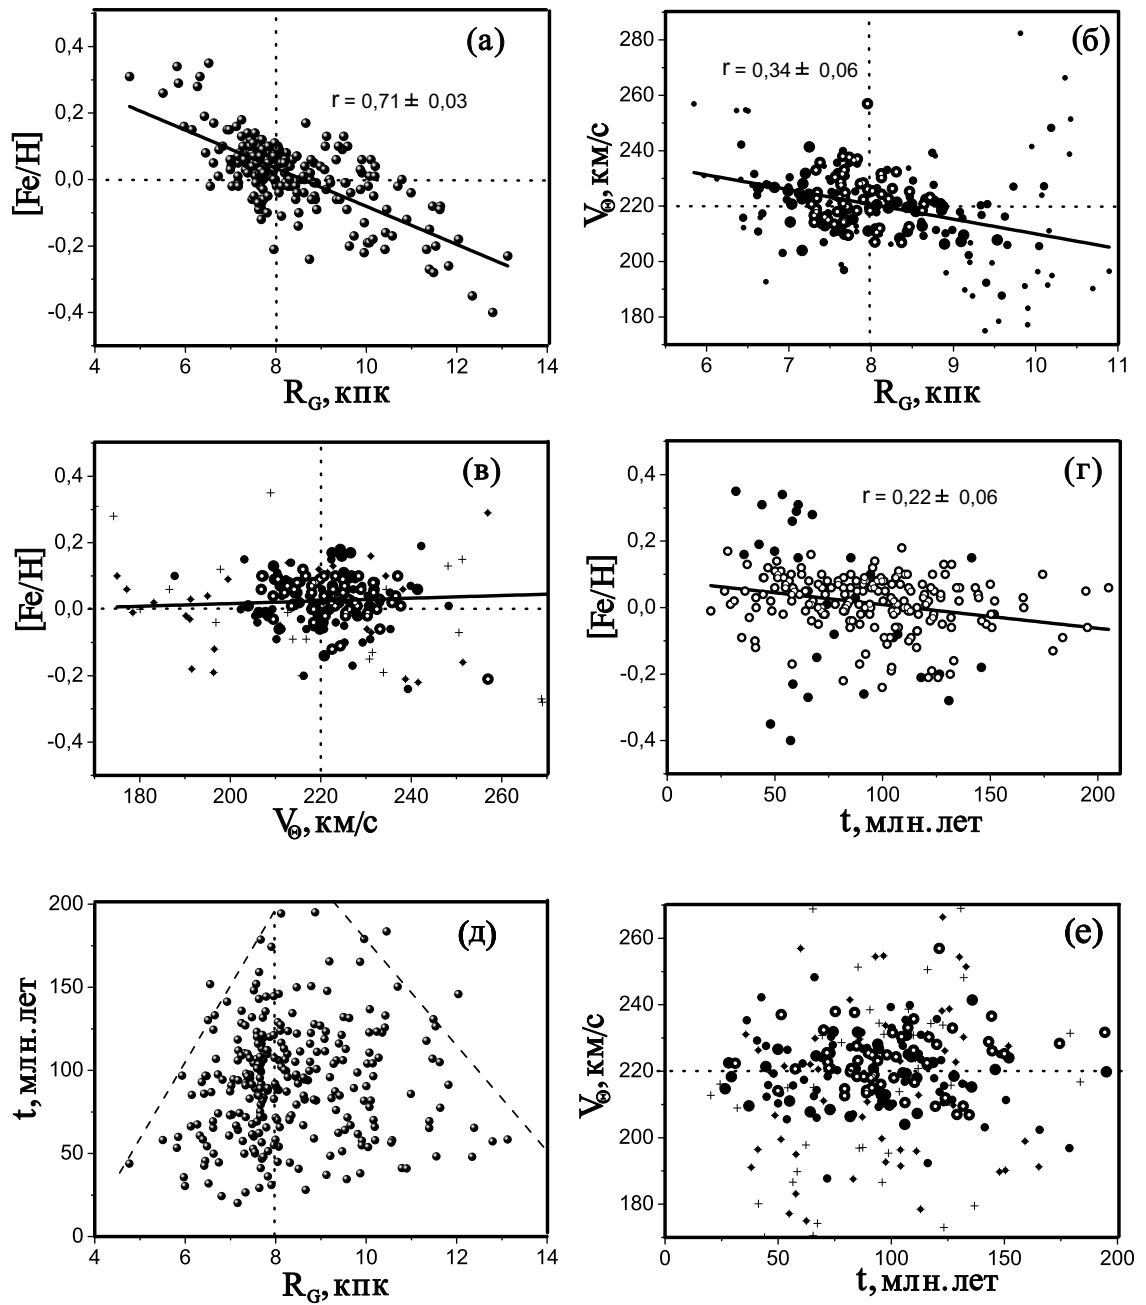 (а)
r = 0,71 ± 0,03
[Fe/H]
0,4
0,2
0,0
-0,2
-0,4
4 6 8 10 12 14
R_G, кпк
(б)
r = 0,34 ± 0,06
V_Θ, км/с
280
260
240
220
200
180
6 7 8 9 10 11
R_G, кпк
(в)
[Fe/H]
0,4
0,2
0,0
-0,2
-0,4
180 200 220 240 260
V_Θ, км/с
(г)
r = 0,22 ± 0,06
[Fe/H]
0,4
0,2
0,0
-0,2
-0,4
0 50 100 150 200
t, млн. лет
(д)
t, млн. лет
200
150
100
50
0
4 6 8 10 12 14
R_G, кпк
(е)
V_Θ, км/с
260
240
220
200
180
0 50 100 150 200
t, млн. лет